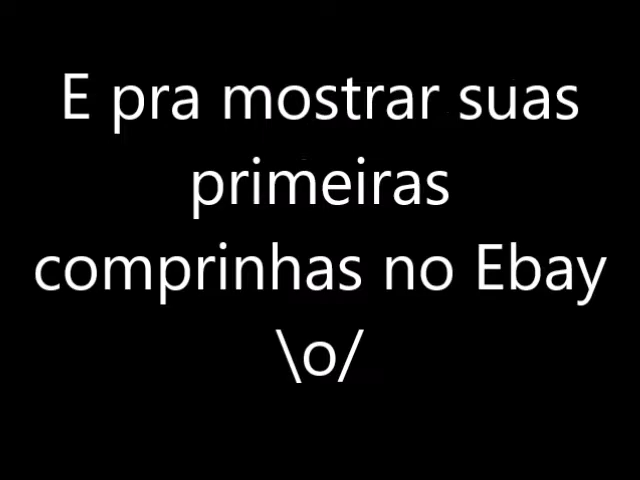 E pra mostrar suas
primeiras
comprinhas no Ebay
\o/